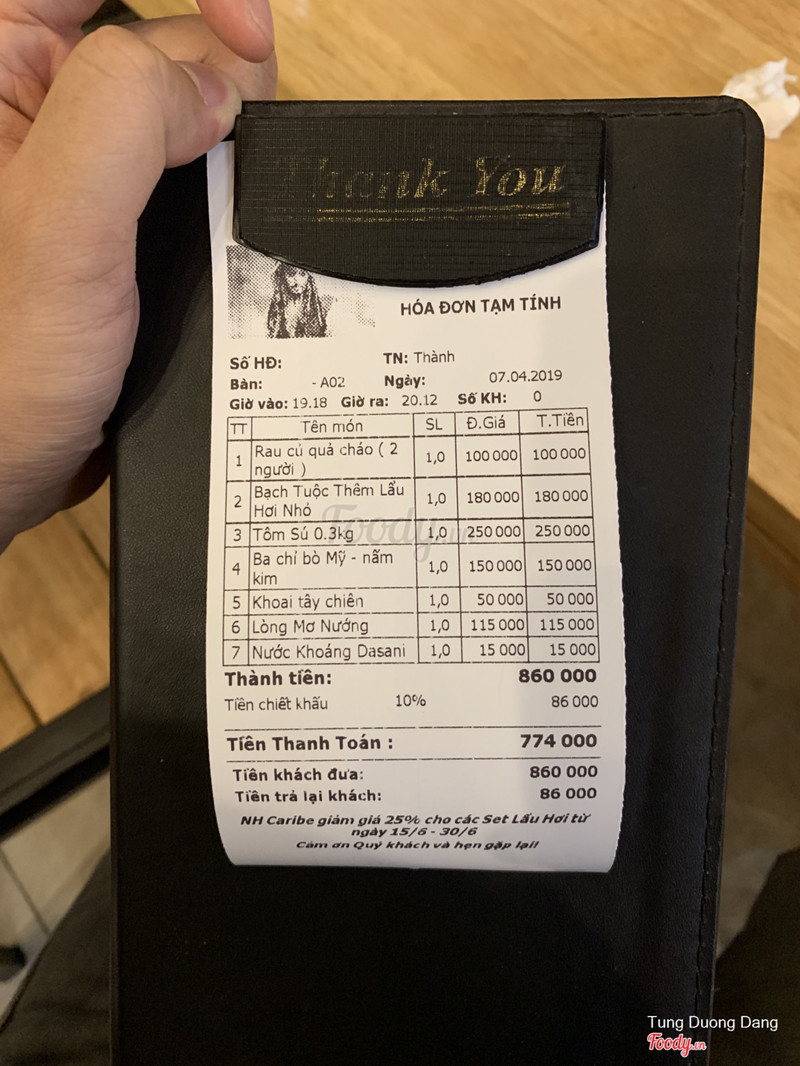 Thank You
HÓA ĐƠN TẠM TÍNH
Số HĐ: TN: Thành
Bàn: - A02 Ngày: 07.04.2019
Giờ vào: 19.18 Giờ ra: 20.12 Số KH: 0
TT Tên món SL Đ.Giá T.Tiền
1 Rau củ quả cháo ( 2 người ) 1,0 100 000 100 000
2 Bạch Tuộc Thêm Lẩu Hơi Nhỏ 1,0 180 000 180 000
3 Tôm Sú 0.3kg 1,0 250 000 250 000
4 Ba chỉ bò Mỹ - nấm kim 1,0 150 000 150 000
5 Khoai tây chiên 1,0 50 000 50 000
6 Lòng Mơ Nướng 1,0 115 000 115 000
7 Nước Khoáng Dasani 1,0 15 000 15 000
Thành tiền: 860 000
Tiền chiết khấu 10% 86 000
Tiền Thanh Toán : 774 000
Tiền khách đưa: 860 000
Tiền trả lại khách: 86 000
NH Caribe giảm giá 25% cho các Set Lẩu Hơi từ
ngày 15/6 - 30/6
Cảm ơn Quý khách và hẹn gặp lại!
Foody.vn
Tung Duong Dang
Foody.vn